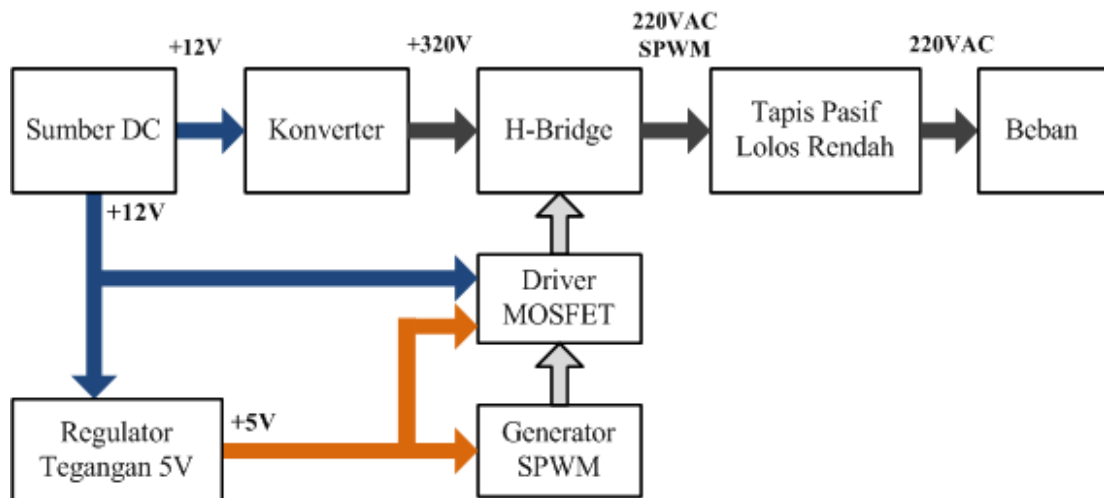 +12V
+320V
220VAC
SPWM
220VAC
Sumber DC
Konverter
H-Bridge
Tapis Pasif
Lolos Rendah
Beban
+12V
Driver
MOSFET
Regulator
Tegangan 5V
+5V
Generator
SPWM